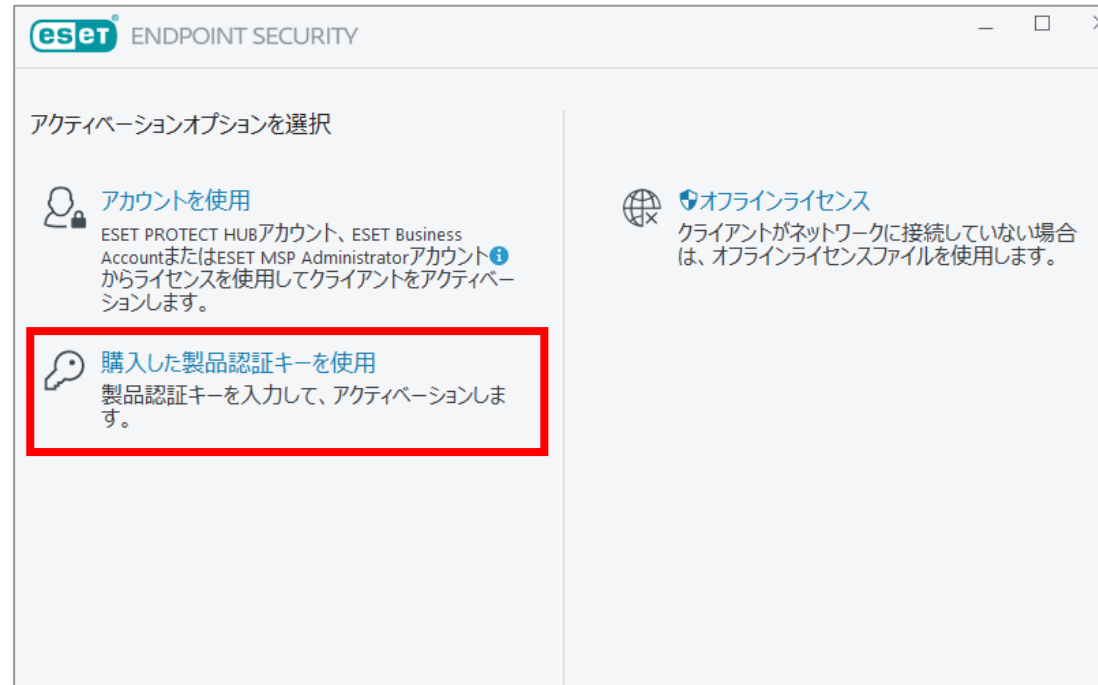 eset® ENDPOINT SECURITY
アクティベーションオプションを選択
アカウントを使用
ESET PROTECT HUBアカウント、ESET Business
AccountまたはESET MSP Administratorアカウント
からライセンスを使用してクライアントをアクティベー
ションします。
購入した製品認証キーを使用
製品認証キーを入力して、アクティベーションしま
す。
オフラインライセンス
クライアントがネットワークに接続していない場合
は、オフラインライセンスファイルを使用します。